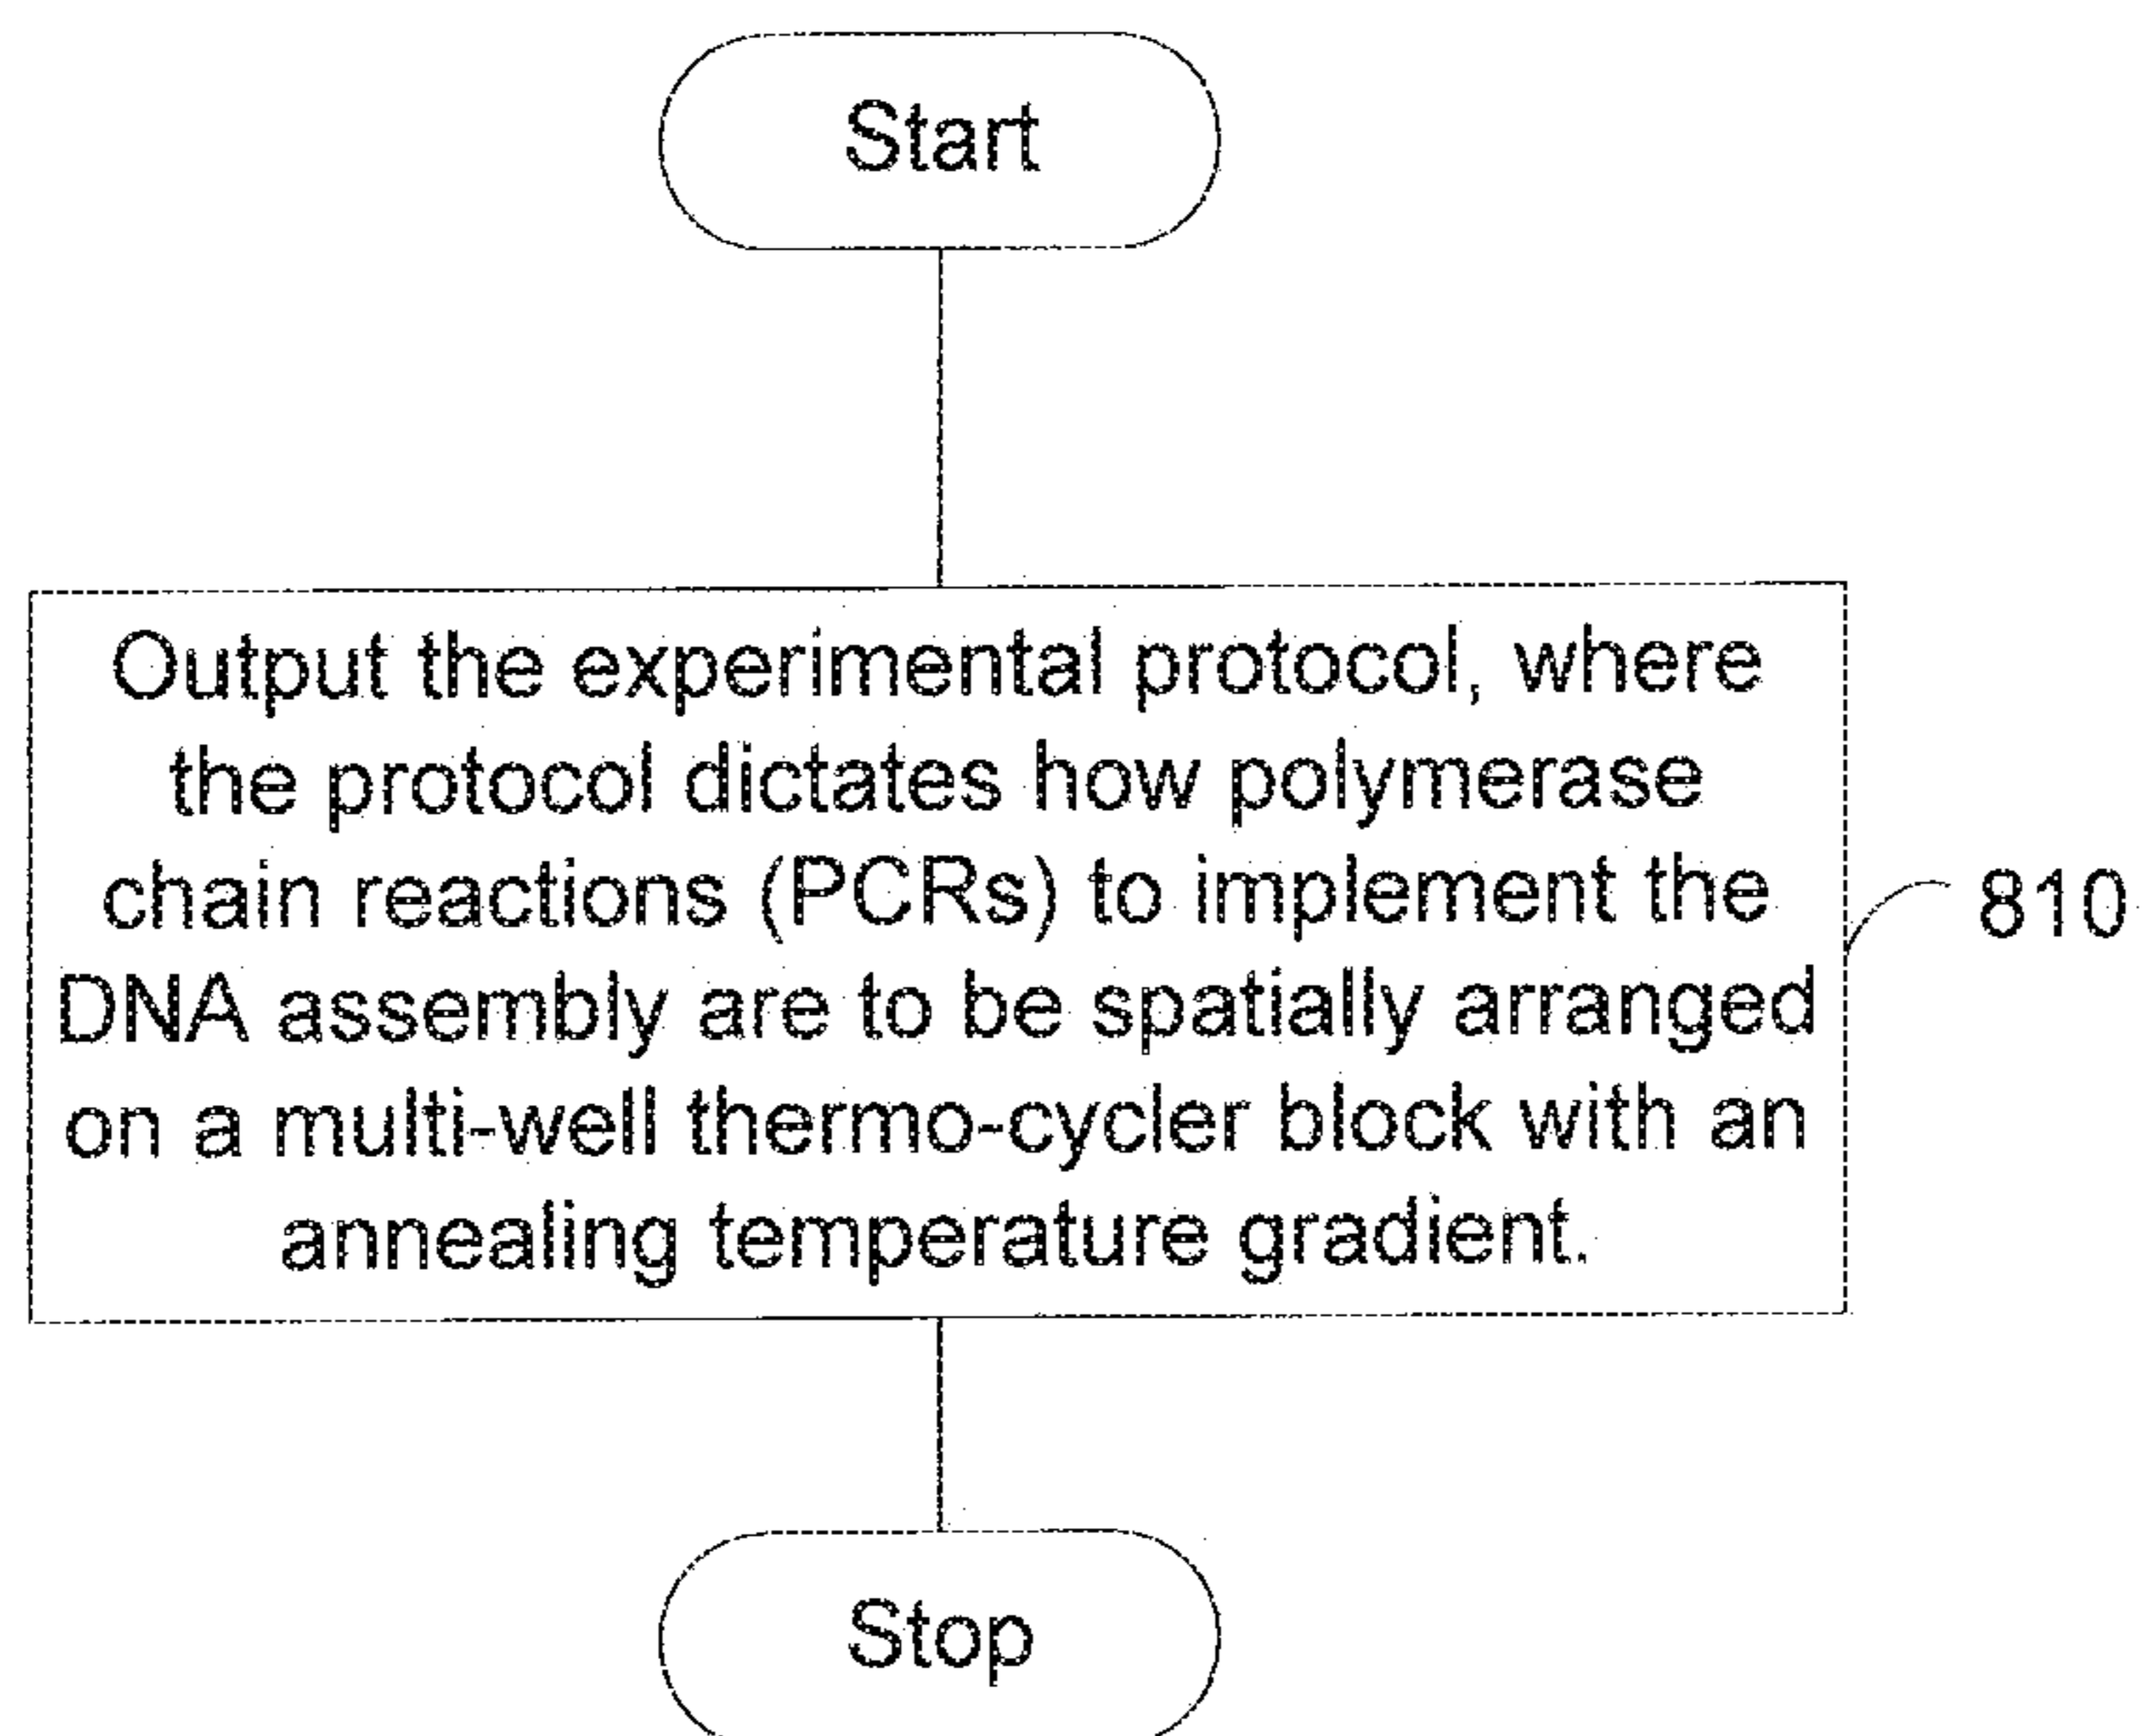 Start
Output the experimental protocol, where
the protocol dictates how polymerase
chain reactions (PCRs) to implement the
DNA assembly are to be spatially arranged
on a multi-well thermo-cycler block with an
annealing temperature gradient.
810
Stop